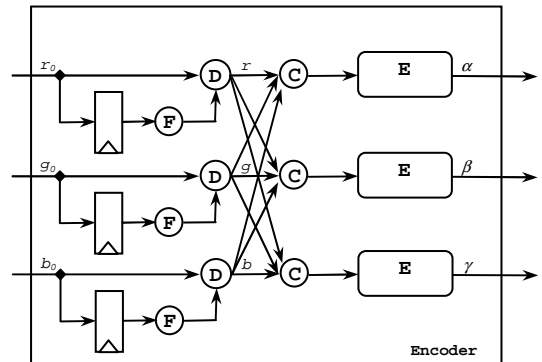 r₀ D r C E α
F
g₀ D g C E β
F
b₀ D b C E γ
F
Encoder